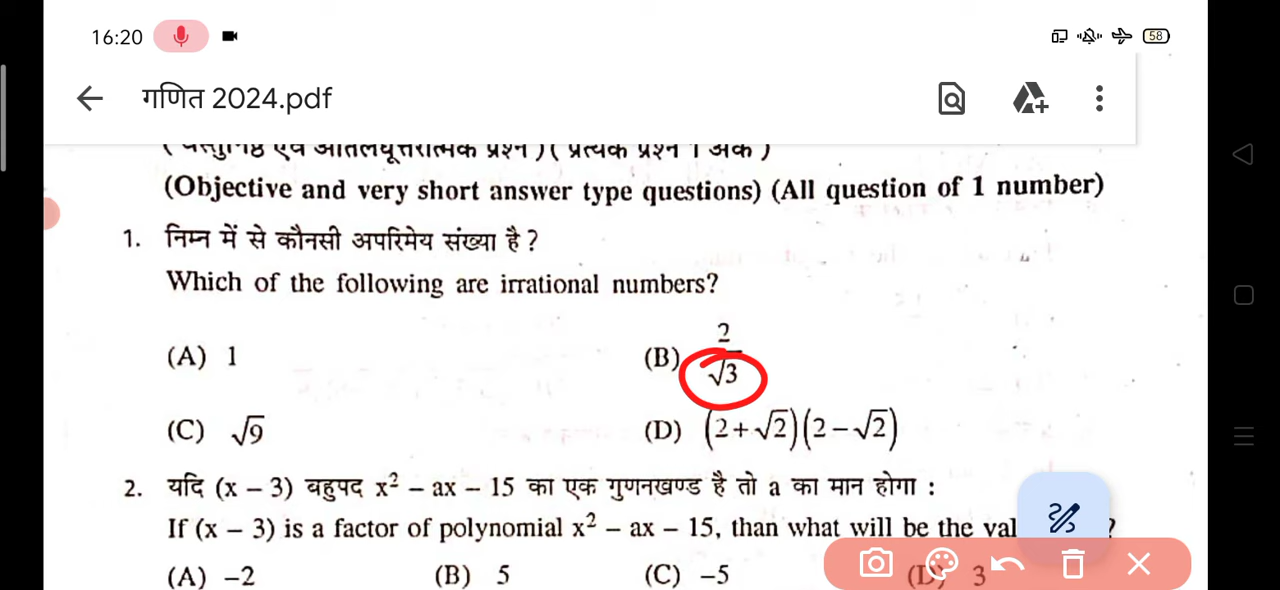 16:20
58
गणित 2024.pdf
(Objective and very short answer type questions) (All question of 1 number)
1. निम्न में से कौनसी अपरिमेय संख्या है ?
Which of the following are irrational numbers?
(A) 1
(B) 2/√3
(C) √9
(D) (2+√2)(2−√2)
2. यदि (x − 3) बहुपद x² − ax − 15 का एक गुणनखण्ड है तो a का मान होगा :
If (x − 3) is a factor of polynomial x² − ax − 15, than what will be the val ?
(A) −2 (B) 5 (C) −5 (D) 3